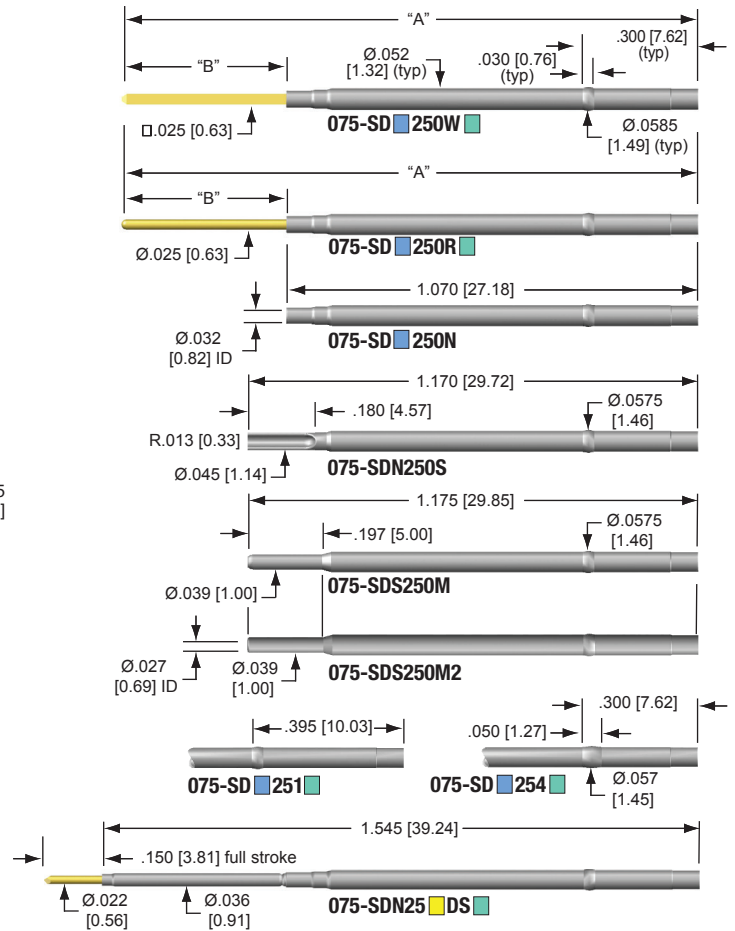 “A”
.300 [7.62]
(typ)
“B”
Ø.052
[1.32] (typ)
.030 [0.76]
(typ)
□.025 [0.63]
075-SD 250W
Ø.0585
[1.49] (typ)
“A”
“B”
Ø.025 [0.63]
075-SD 250R
1.070 [27.18]
Ø.032
[0.82] ID
075-SD 250N
1.170 [29.72]
.180 [4.57]
Ø.0575
[1.46]
R.013 [0.33]
Ø.045 [1.14]
075-SDN250S
5
]
1.175 [29.85]
.197 [5.00]
Ø.0575
[1.46]
Ø.039 [1.00]
075-SDS250M
Ø.027
[0.69] ID
Ø.039
[1.00]
075-SDS250M2
.395 [10.03]
.300 [7.62]
.050 [1.27]
075-SD 251
075-SD 254
Ø.057
[1.45]
1.545 [39.24]
.150 [3.81] full stroke
Ø.022
[0.56]
Ø.036
[0.91]
075-SDN25 DS